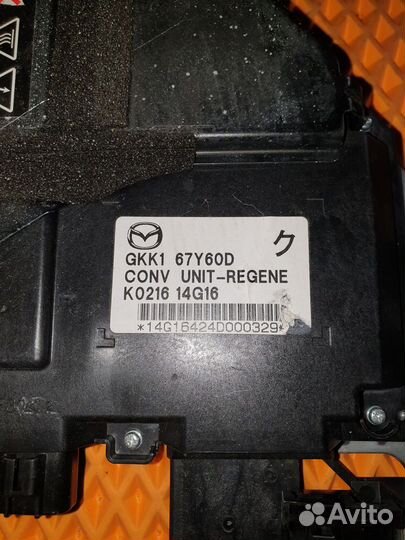 GKK1 67Y60D
ク
CONV UNIT-REGENE
K0216 14G16
*14G16424D000329*
Avito